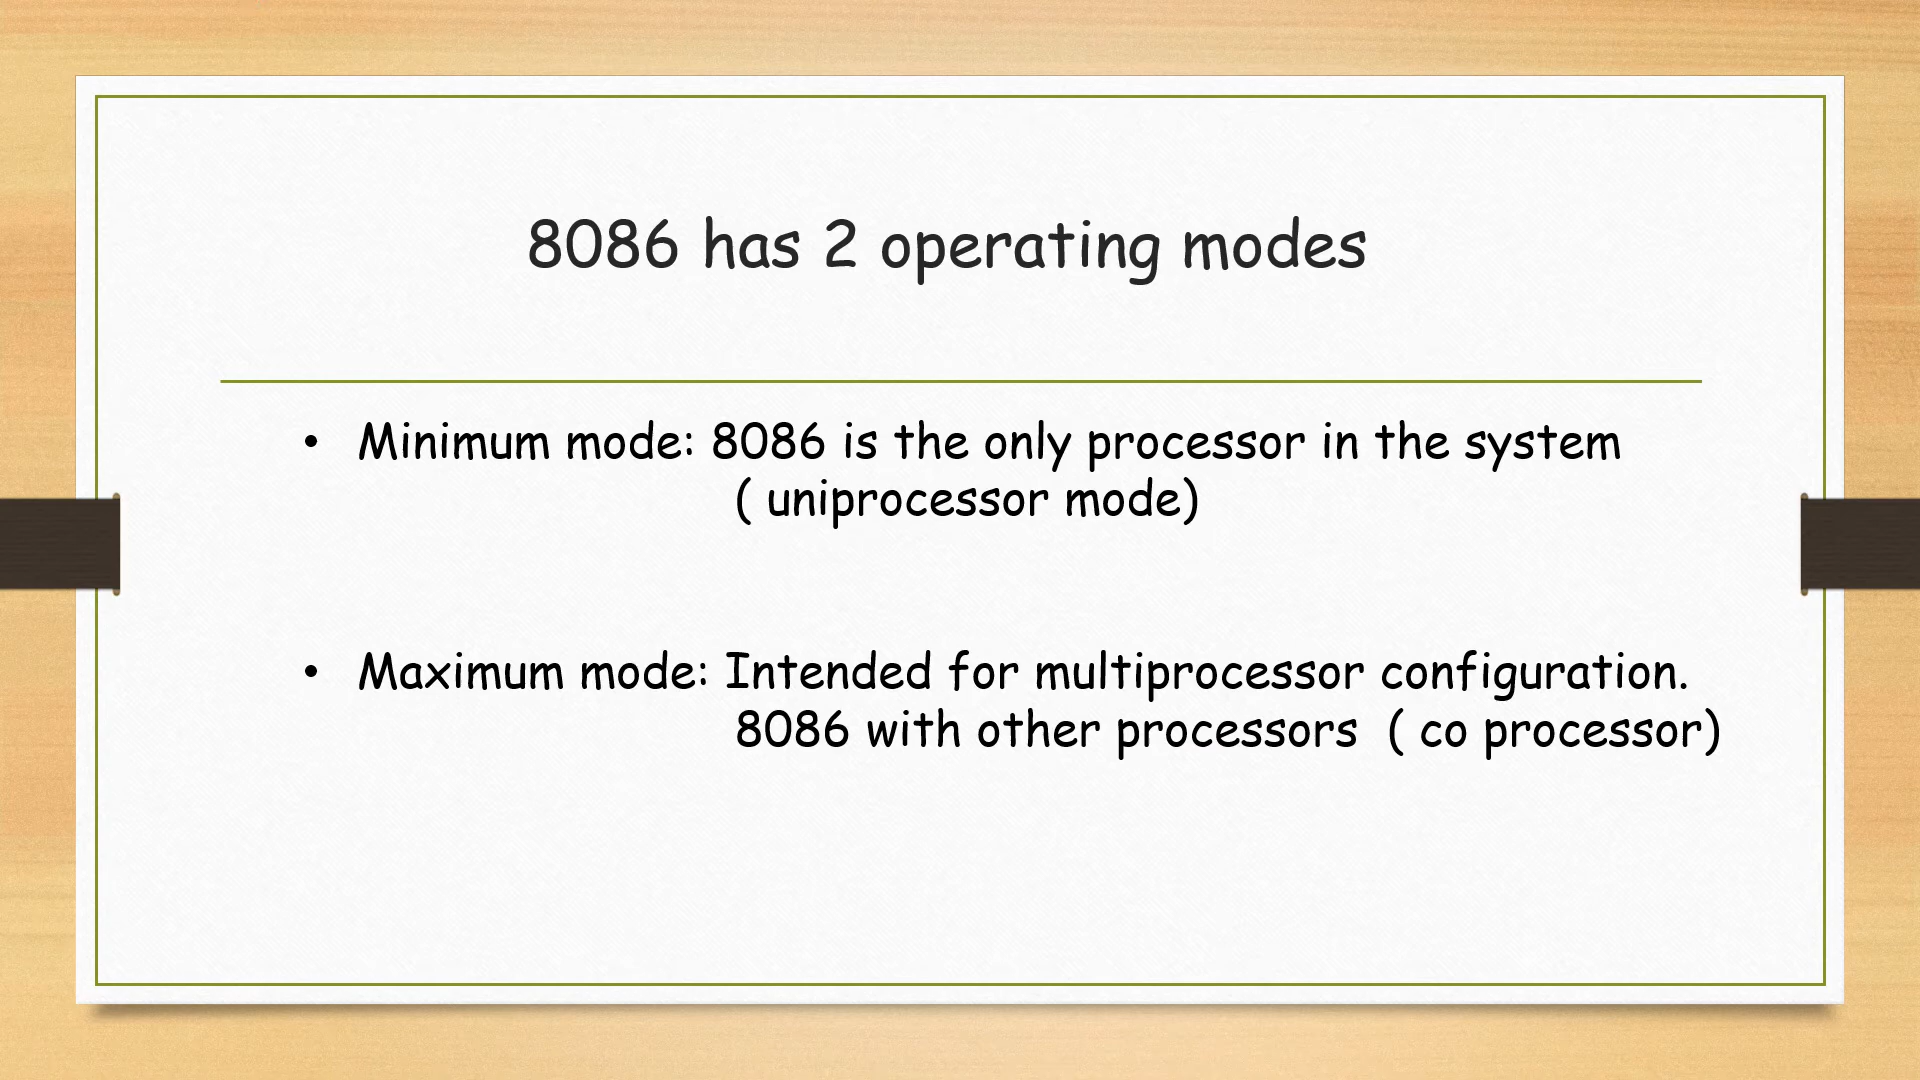 8086 has 2 operating modes
• Minimum mode: 8086 is the only processor in the system
( uniprocessor mode)
• Maximum mode: Intended for multiprocessor configuration.
8086 with other processors ( co processor)